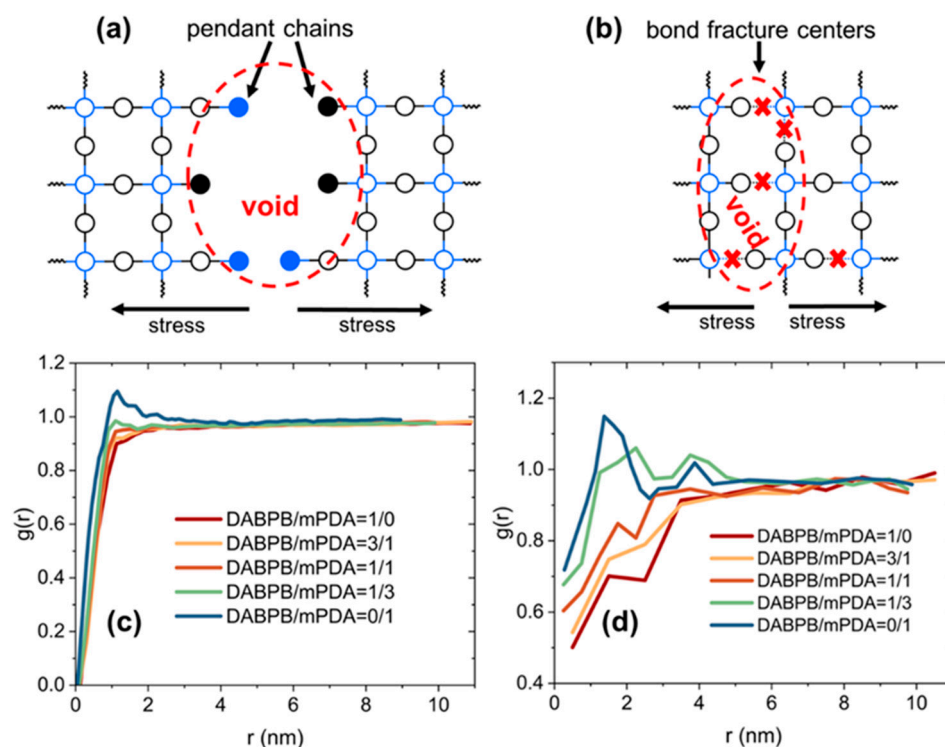 (a)
pendant chains
void
stress
stress
(b)
bond fracture centers
void
stress
stress
g(r)
1.2
1.0
0.8
0.6
0.4
0.2
0.0
DABPB/mPDA=1/0
DABPB/mPDA=3/1
DABPB/mPDA=1/1
DABPB/mPDA=1/3
DABPB/mPDA=0/1
(c)
0
2
4
6
8
10
r (nm)
g(r)
1.2
1.0
0.8
0.6
0.4
DABPB/mPDA=1/0
DABPB/mPDA=3/1
DABPB/mPDA=1/1
DABPB/mPDA=1/3
DABPB/mPDA=0/1
(d)
0
2
4
6
8
10
r (nm)